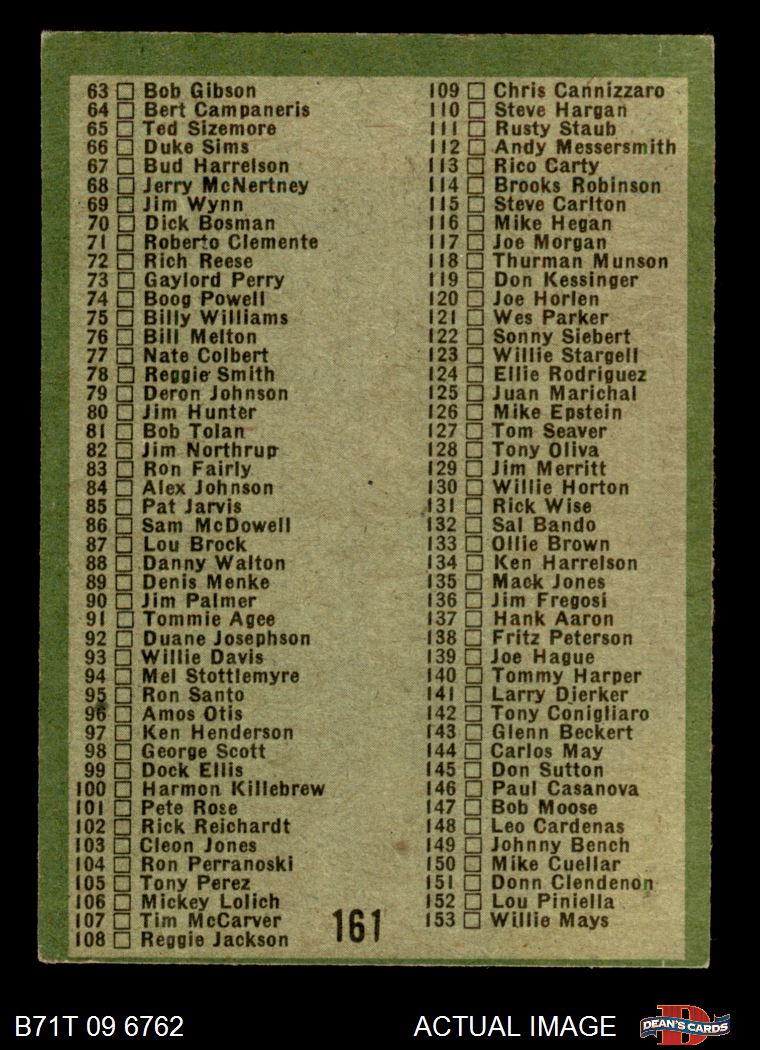 63 Bob Gibson
64 Bert Campaneris
65 Ted Sizemore
66 Duke Sims
67 Bud Harrelson
68 Jerry McNertney
69 Jim Wynn
70 Dick Bosman
71 Roberto Clemente
72 Rich Reese
73 Gaylord Perry
74 Boog Powell
75 Billy Williams
76 Bill Melton
77 Nate Colbert
78 Reggie Smith
79 Deron Johnson
80 Jim Hunter
81 Bob Tolan
82 Jim Northrup
83 Ron Fairly
84 Alex Johnson
85 Pat Jarvis
86 Sam McDowell
87 Lou Brock
88 Danny Walton
89 Denis Menke
90 Jim Palmer
91 Tommie Agee
92 Duane Josephson
93 Willie Davis
94 Mel Stottlemyre
95 Ron Santo
96 Amos Otis
97 Ken Henderson
98 George Scott
99 Dock Ellis
100 Harmon Killebrew
101 Pete Rose
102 Rick Reichardt
103 Cleon Jones
104 Ron Perranoski
105 Tony Perez
106 Mickey Lolich
107 Tim McCarver
108 Reggie Jackson
109 Chris Cannizzaro
110 Steve Hargan
111 Rusty Staub
112 Andy Messersmith
113 Rico Carty
114 Brooks Robinson
115 Steve Carlton
116 Mike Hegan
117 Joe Morgan
118 Thurman Munson
119 Don Kessinger
120 Joe Horlen
121 Wes Parker
122 Sonny Siebert
123 Willie Stargell
124 Ellie Rodriguez
125 Juan Marichal
126 Mike Epstein
127 Tom Seaver
128 Tony Oliva
129 Jim Merritt
130 Willie Horton
131 Rick Wise
132 Sal Bando
133 Ollie Brown
134 Ken Harrelson
135 Mack Jones
136 Jim Fregosi
137 Hank Aaron
138 Fritz Peterson
139 Joe Hague
140 Tommy Harper
141 Larry Dierker
142 Tony Conigliaro
143 Glenn Beckert
144 Carlos May
145 Don Sutton
146 Paul Casanova
147 Bob Moose
148 Leo Cardenas
149 Johnny Bench
150 Mike Cuellar
151 Donn Clendenon
152 Lou Piniella
153 Willie Mays
161
B71T 09 6762
ACTUAL IMAGE
D
DEAN'S CARDS